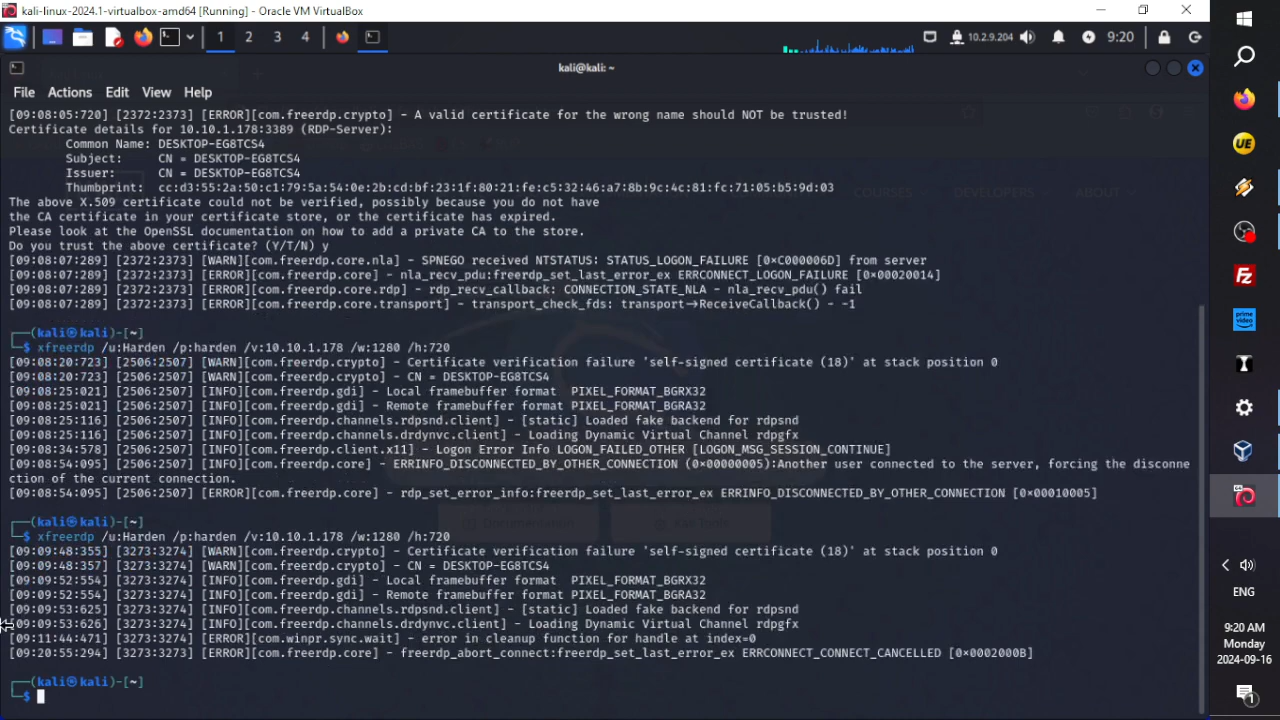 kali-linux-2024.1-virtualbox-amd64 [Running] - Oracle VM VirtualBox
1 2 3 4 10.2.9.204 9:20
kali@kali: ~
File Actions Edit View Help
[09:08:05:720] [2372:2373] [ERROR][com.freerdp.crypto] - A valid certificate for the wrong name should NOT be trusted!
Certificate details for 10.10.1.178:3389 (RDP-Server):
Common Name: DESKTOP-EG8TCS4
Subject: CN = DESKTOP-EG8TCS4
Issuer: CN = DESKTOP-EG8TCS4
Thumbprint: cc:d3:55:2a:50:c1:79:5a:54:0e:2b:cd:bf:23:1f:80:21:fe:c5:32:46:a7:8b:9c:4c:81:fc:71:05:b5:9d:03
The above X.509 certificate could not be verified, possibly because you do not have
the CA certificate in your certificate store, or the certificate has expired.
Please look at the OpenSSL documentation on how to add a private CA to the store.
Do you trust the above certificate? (Y/T/N) y
[09:08:07:289] [2372:2373] [WARN][com.freerdp.core.nla] - SPNEGO received NTSTATUS: STATUS_LOGON_FAILURE [0×C000006D] from server
[09:08:07:289] [2372:2373] [ERROR][com.freerdp.core] - nla_recv_pdu:freerdp_set_last_error_ex ERRCONNECT_LOGON_FAILURE [0×00020014]
[09:08:07:289] [2372:2373] [ERROR][com.freerdp.core.rdp] - rdp_recv_callback: CONNECTION_STATE_NLA - nla_recv_pdu() fail
[09:08:07:289] [2372:2373] [ERROR][com.freerdp.core.transport] - transport_check_fds: transport→ReceiveCallback() - -1
┌──(kali㉿kali)-[~]
└─$ xfreerdp /u:Harden /p:harden /v:10.10.1.178 /w:1280 /h:720
[09:08:20:723] [2506:2507] [WARN][com.freerdp.crypto] - Certificate verification failure 'self-signed certificate (18)' at stack position 0
[09:08:20:723] [2506:2507] [WARN][com.freerdp.crypto] - CN = DESKTOP-EG8TCS4
[09:08:25:021] [2506:2507] [INFO][com.freerdp.gdi] - Local framebuffer format  PIXEL_FORMAT_BGRX32
[09:08:25:021] [2506:2507] [INFO][com.freerdp.gdi] - Remote framebuffer format PIXEL_FORMAT_BGRA32
[09:08:25:116] [2506:2507] [INFO][com.freerdp.channels.rdpsnd.client] - [static] Loaded fake backend for rdpsnd
[09:08:25:116] [2506:2507] [INFO][com.freerdp.channels.drdynvc.client] - Loading Dynamic Virtual Channel rdpgfx
[09:08:34:578] [2506:2507] [INFO][com.freerdp.client.x11] - Logon Error Info LOGON_FAILED_OTHER [LOGON_MSG_SESSION_CONTINUE]
[09:08:54:095] [2506:2507] [INFO][com.freerdp.core] - ERRINFO_DISCONNECTED_BY_OTHER_CONNECTION (0×00000005):Another user connected to the server, forcing the disconne
ction of the current connection.
[09:08:54:095] [2506:2507] [ERROR][com.freerdp.core] - rdp_set_error_info:freerdp_set_last_error_ex ERRINFO_DISCONNECTED_BY_OTHER_CONNECTION [0×00010005]
┌──(kali㉿kali)-[~]
└─$ xfreerdp /u:Harden /p:harden /v:10.10.1.178 /w:1280 /h:720
[09:09:48:355] [3273:3274] [WARN][com.freerdp.crypto] - Certificate verification failure 'self-signed certificate (18)' at stack position 0
[09:09:48:357] [3273:3274] [WARN][com.freerdp.crypto] - CN = DESKTOP-EG8TCS4
[09:09:52:554] [3273:3274] [INFO][com.freerdp.gdi] - Local framebuffer format  PIXEL_FORMAT_BGRX32
[09:09:52:554] [3273:3274] [INFO][com.freerdp.gdi] - Remote framebuffer format PIXEL_FORMAT_BGRA32
[09:09:53:625] [3273:3274] [INFO][com.freerdp.channels.rdpsnd.client] - [static] Loaded fake backend for rdpsnd
[09:09:53:626] [3273:3274] [INFO][com.freerdp.channels.drdynvc.client] - Loading Dynamic Virtual Channel rdpgfx
[09:11:44:471] [3273:3274] [ERROR][com.winpr.sync.wait] - error in cleanup function for handle at index=0
[09:20:55:294] [3273:3273] [ERROR][com.freerdp.core] - freerdp_abort_connect:freerdp_set_last_error_ex ERRCONNECT_CONNECT_CANCELLED [0×0002000B]
┌──(kali㉿kali)-[~]
└─$
COURSES DEVELOPERS ABOUT
Documentation Kali Tools
UE
prime video
ENG
9:20 AM
Monday
2024-09-16
1